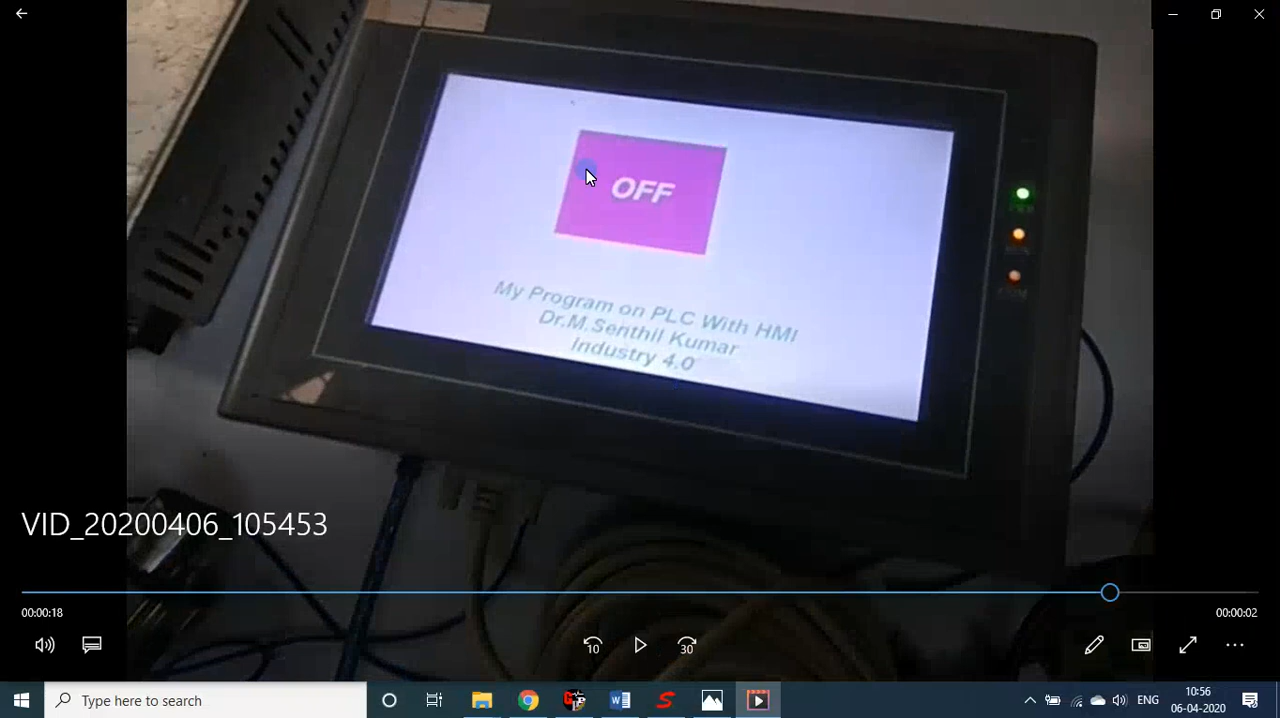 OFF
My Program on PLC With HMI
Dr.M.Senthil Kumar
Industry 4.0
VID_20200406_105453
00:00:18
00:00:02
10
30
Type here to search
ENG
10:56
06-04-2020